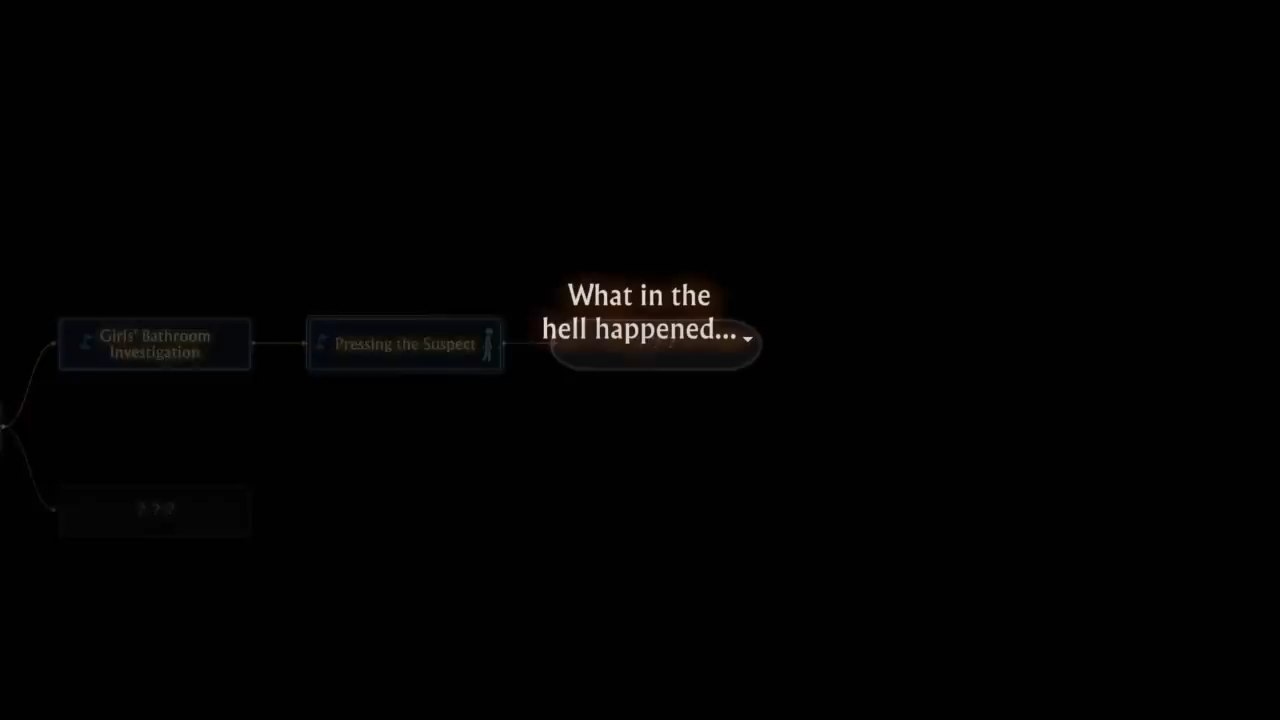 What in the
hell happened...
Girls' Bathroom
Investigation
Pressing the Suspect
???